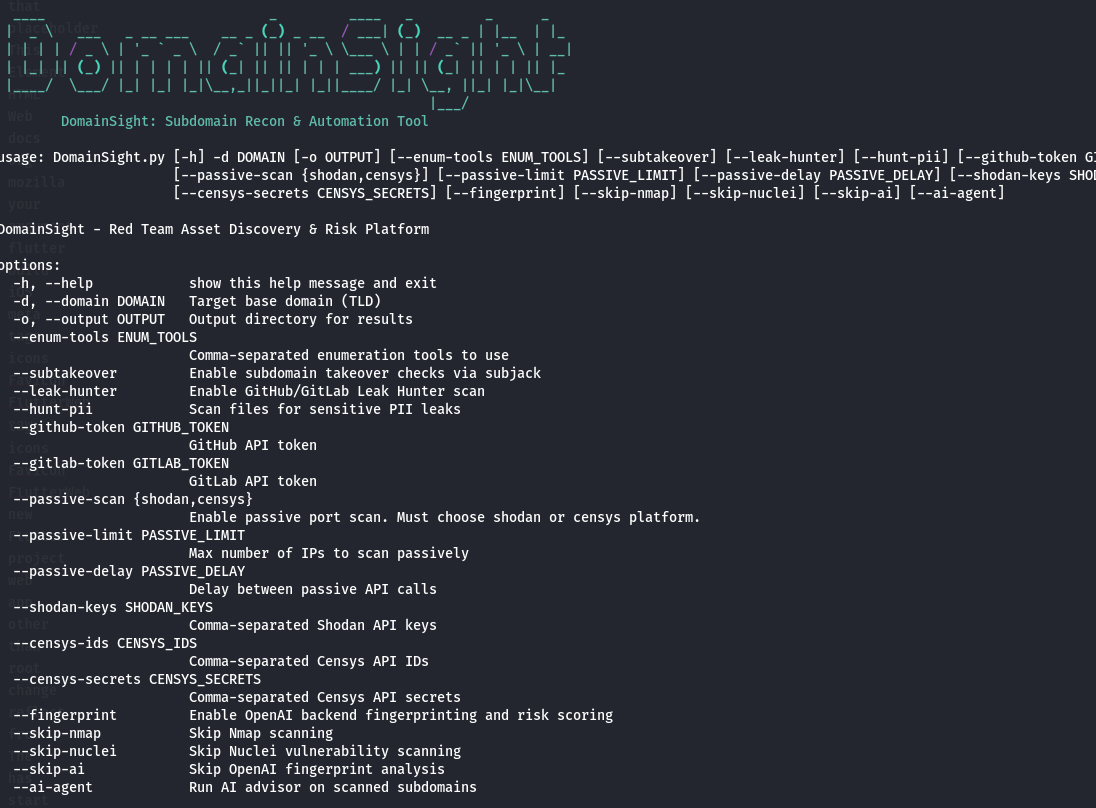 DomainSight: Subdomain Recon & Automation Tool
usage: DomainSight.py [-h] -d DOMAIN [-o OUTPUT] [--enum-tools ENUM_TOOLS] [--subtakeover] [--leak-hunter] [--hunt-pii] [--github-token GI
[--passive-scan {shodan,censys}] [--passive-limit PASSIVE_LIMIT] [--passive-delay PASSIVE_DELAY] [--shodan-keys SHOD
[--censys-secrets CENSYS_SECRETS] [--fingerprint] [--skip-nmap] [--skip-nuclei] [--skip-ai] [--ai-agent]
DomainSight - Red Team Asset Discovery & Risk Platform
options:
-h, --help show this help message and exit
-d, --domain DOMAIN Target base domain (TLD)
-o, --output OUTPUT Output directory for results
--enum-tools ENUM_TOOLS
Comma-separated enumeration tools to use
--subtakeover Enable subdomain takeover checks via subjack
--leak-hunter Enable GitHub/GitLab Leak Hunter scan
--hunt-pii Scan files for sensitive PII leaks
--github-token GITHUB_TOKEN
GitHub API token
--gitlab-token GITLAB_TOKEN
GitLab API token
--passive-scan {shodan,censys}
Enable passive port scan. Must choose shodan or censys platform.
--passive-limit PASSIVE_LIMIT
Max number of IPs to scan passively
--passive-delay PASSIVE_DELAY
Delay between passive API calls
--shodan-keys SHODAN_KEYS
Comma-separated Shodan API keys
--censys-ids CENSYS_IDS
Comma-separated Censys API IDs
--censys-secrets CENSYS_SECRETS
Comma-separated Censys API secrets
--fingerprint Enable OpenAI backend fingerprinting and risk scoring
--skip-nmap Skip Nmap scanning
--skip-nuclei Skip Nuclei vulnerability scanning
--skip-ai Skip OpenAI fingerprint analysis
--ai-agent Run AI advisor on scanned subdomains